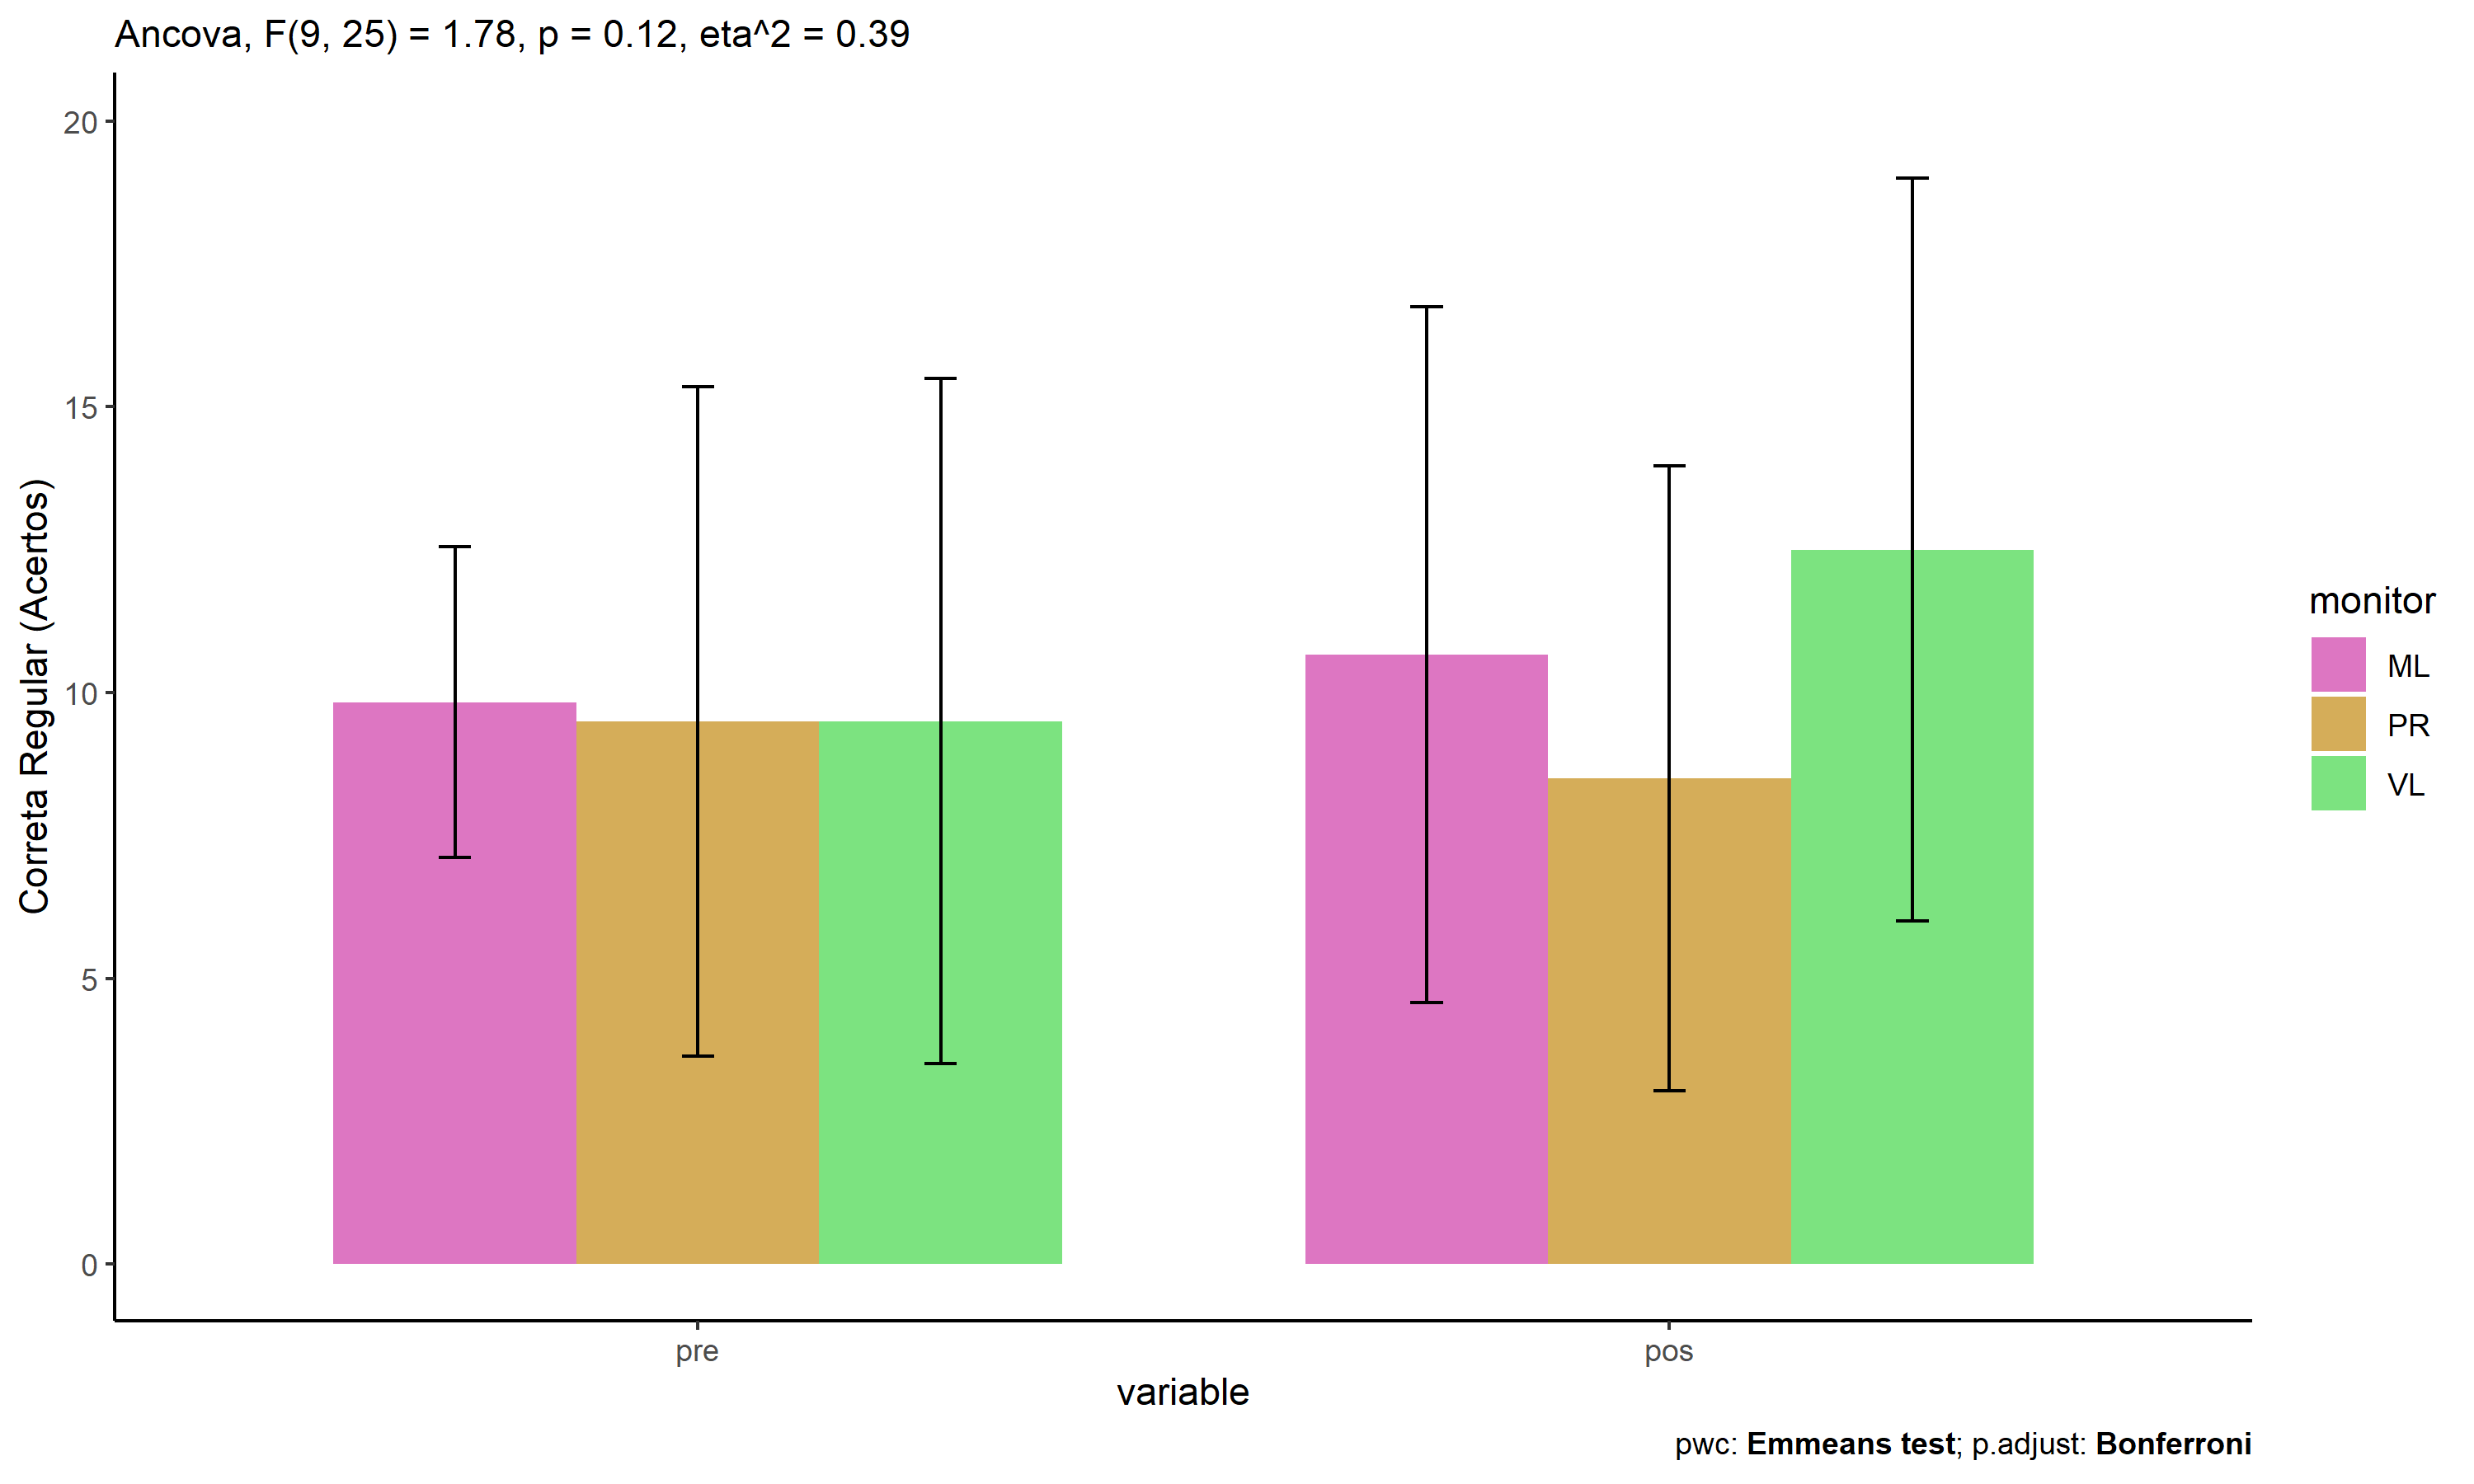 Ancova, F(9, 25) = 1.78, p = 0.12, eta^2 = 0.39
Correta Regular (Acertos)
20
15
10
5
0
pre
pos
variable
monitor
ML
PR
VL
pwc: Emmeans test; p.adjust: Bonferroni